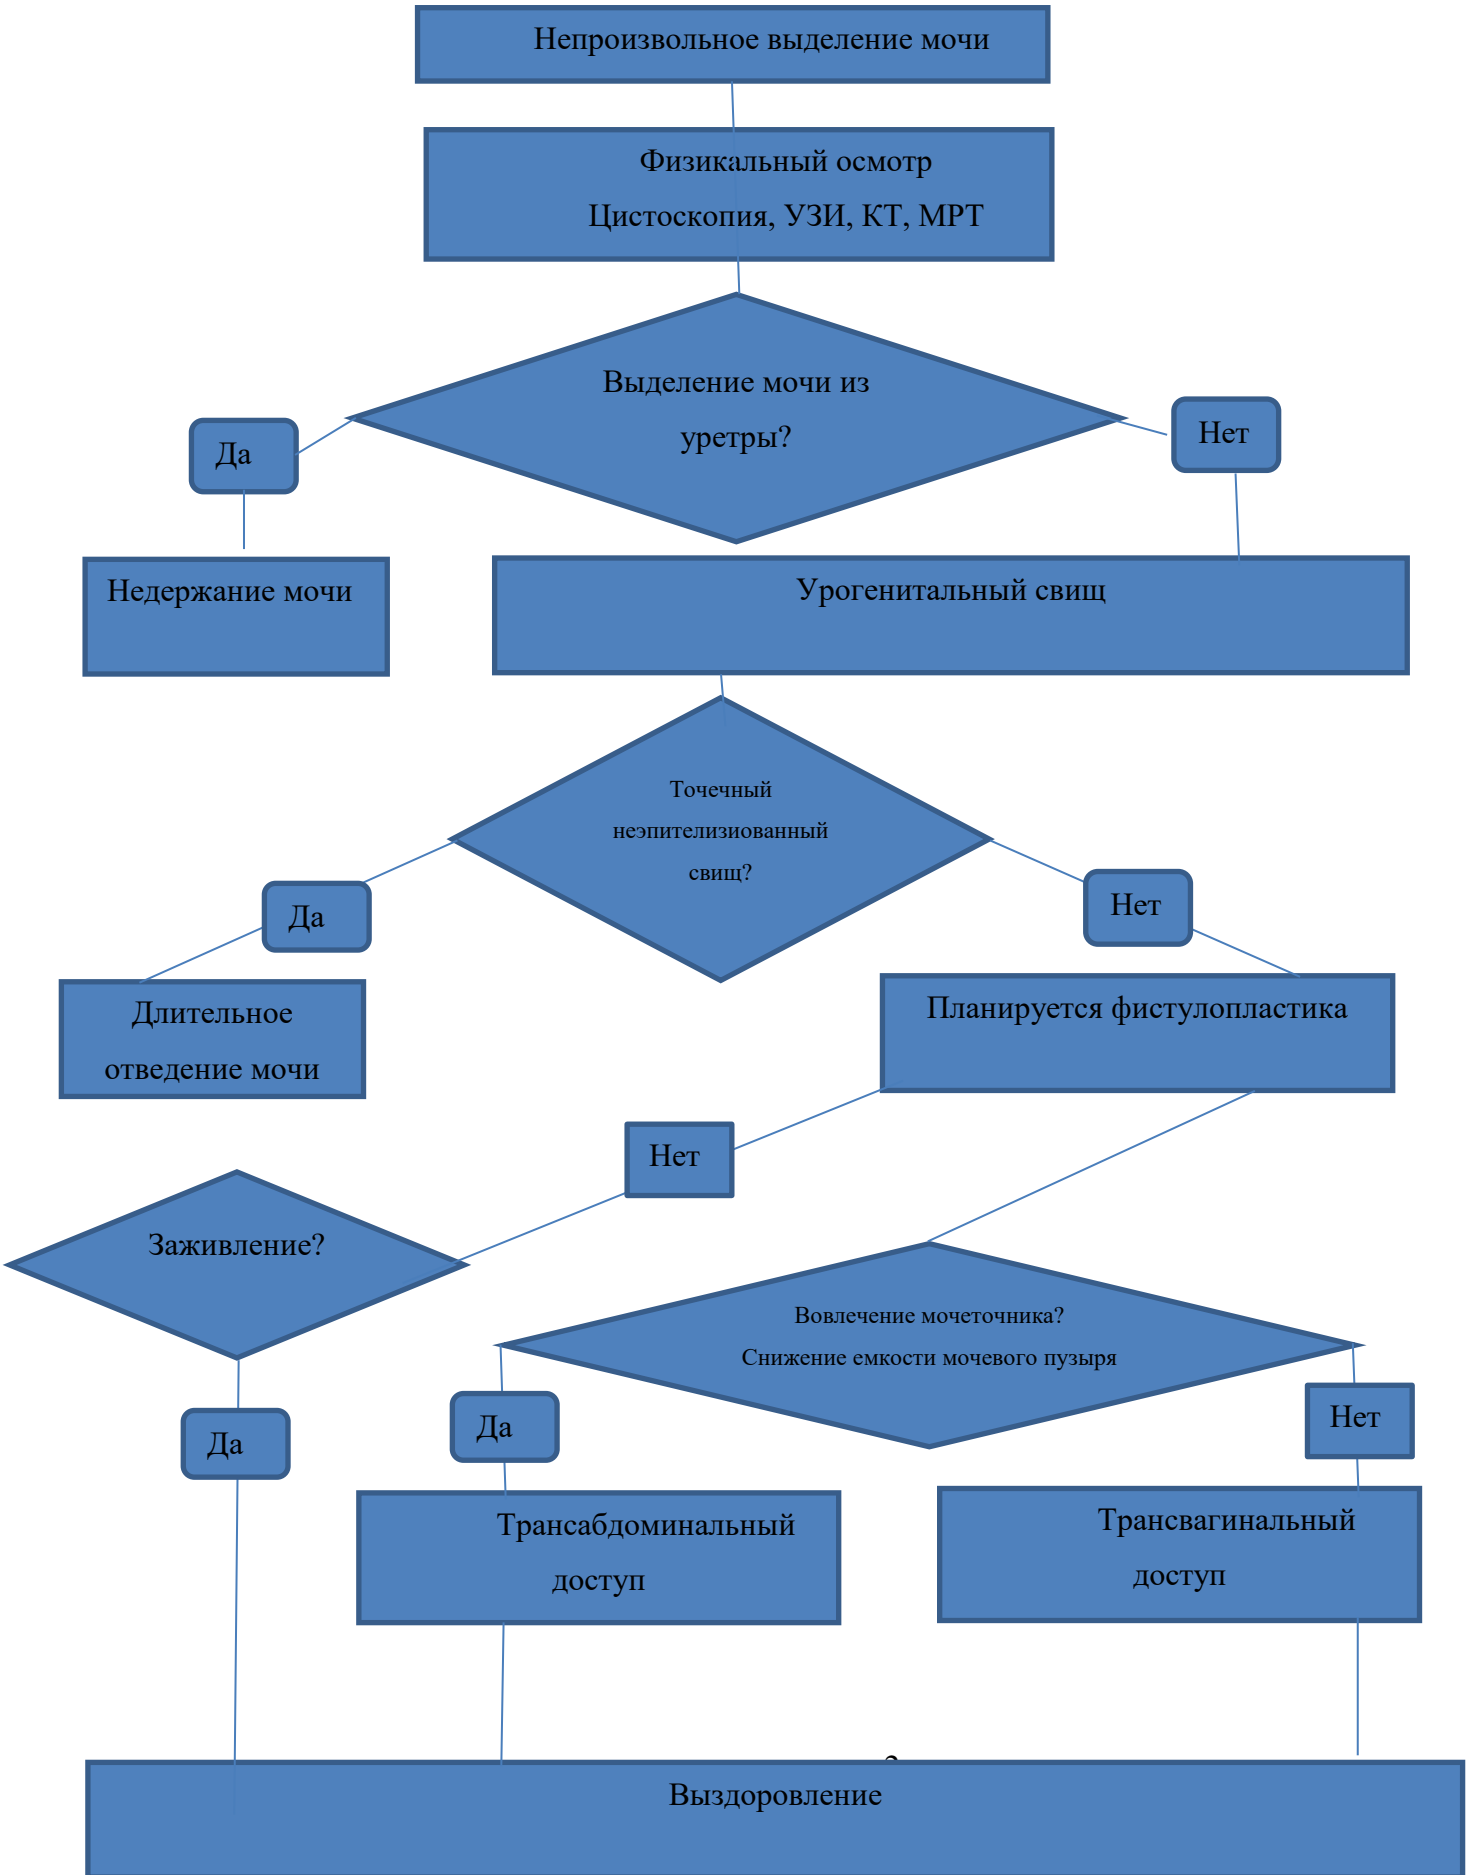 Непроизвольное выделение мочи
Физикальный осмотр
Цистоскопия, УЗИ, КТ, МРТ
Выделение мочи из
уретры?
Да
Нет
Недержание мочи
Урогенитальный свищ
Точечный
неэпителизиованный
свищ?
Да
Нет
Длительное
отведение мочи
Планируется фистулопластика
Нет
Заживление?
Вовлечение мочеточника?
Снижение емкости мочевого пузыря
Да
Да
Нет
Трансабдоминальный
доступ
Трансвагинальный
доступ
Выздоровление